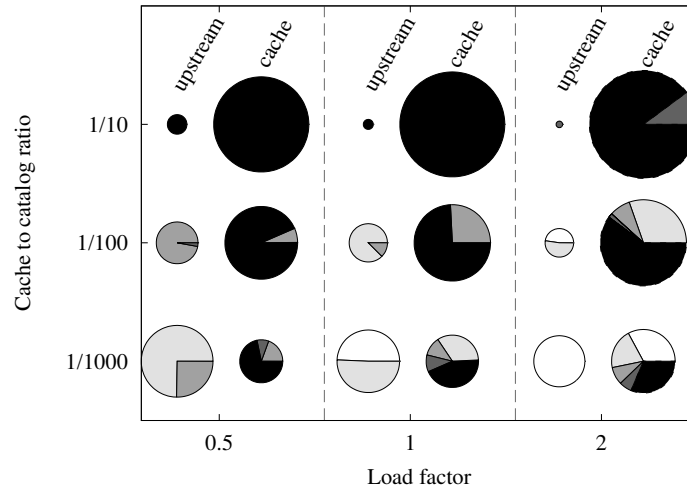 upstream
cache
upstream
cache
upstream
cache
Cache to catalog ratio
1/10
1/100
1/1000
0.5
1
2
Load factor